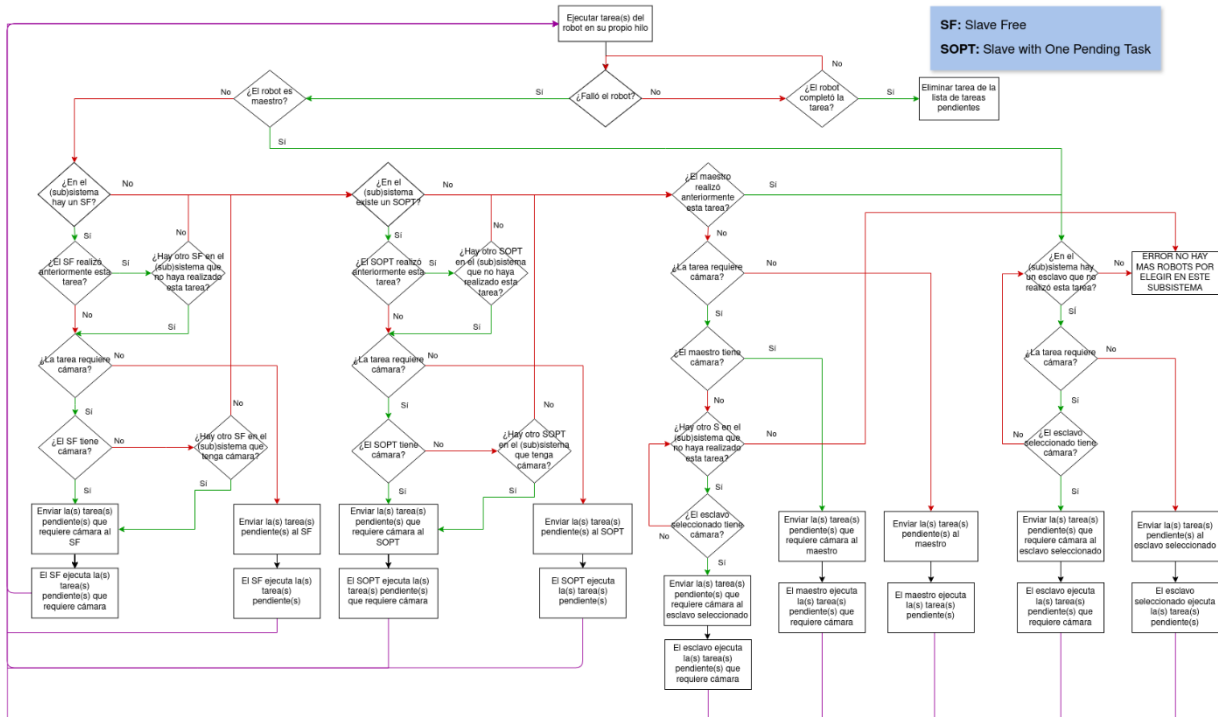 Ejecutar tarea(s) del
robot en su propio hilo
SF: Slave Free
SOPT: Slave with One Pending Task
¿El robot es
maestro?
No
Sí
¿Falló el robot?
No
No
¿El robot
completó la
tarea?
Sí
Eliminar tarea de la
lista de tareas
pendientes
Sí
¿En el
(sub)sistema
hay un SF?
No
¿En el
(sub)sistema
existe un SOPT?
No
¿El maestro
realizó
anteriormente
esta tarea?
Sí
Sí
No
Sí
No
No
¿El SF realizó
anteriormente esta
tarea?
Sí
¿Hay otro SF en el
(sub)sistema que
no haya realizado
esta tarea?
¿El SOPT realizó
anteriormente esta
tarea?
Sí
¿Hay otro SOPT
en el (sub)sistema
que no haya
realizado esta
tarea?
¿La tarea requiere
cámara?
No
¿En el
(sub)sistema hay
un esclavo que no
realizó esta tarea?
No
ERROR NO HAY
MAS ROBOTS POR
ELEGIR EN ESTE
SUBSISTEMA
No
Sí
No
Sí
Sí
SÍ
¿La tarea requiere
cámara?
No
¿La tarea requiere
cámara?
No
¿El maestro tiene
cámara?
Sí
¿La tarea requiere
cámara?
No
Sí
Sí
No
Sí
¿El SF tiene
cámara?
No
¿Hay otro SF en el
(sub)sistema que
tenga cámara?
¿El SOPT tiene
cámara?
No
¿Hay otro SOPT
en el (sub)sistema
que tenga
cámara?
¿Hay otro S en el
(sub)sistema que
no haya realizado
esta tarea?
No
No
¿El esclavo
seleccionado tiene
cámara?
Sí
Sí
Sí
Sí
Sí
Sí
Enviar la(s) tarea(s)
pendiente(s) que
requiere cámara al
SF
Enviar la(s) tarea(s)
pendiente(s) al SF
Enviar la(s) tarea(s)
pendiente(s) que
requiere cámara al
SOPT
Enviar la(s) tarea(s)
pendiente(s) al SOPT
¿El esclavo
seleccionado tiene
cámara?
No
Sí
Enviar la(s) tarea(s)
pendiente(s) que
requiere cámara al
maestro
Enviar la(s) tarea(s)
pendiente(s) al
maestro
Enviar la(s) tarea(s)
pendiente(s) que
requiere cámara al
esclavo seleccionado
Enviar la(s) tarea(s)
pendiente(s) al
esclavo seleccionado
El SF ejecuta la(s)
tarea(s)
pendiente(s) que
requiere cámara
El SF ejecuta la(s)
tarea(s)
pendiente(s)
El SOPT ejecuta la(s)
tarea(s) pendiente(s)
que requiere cámara
El SOPT ejecuta
la(s) tarea(s)
pendiente(s)
Enviar la(s) tarea(s)
pendiente(s) que
requiere cámara al
esclavo seleccionado
El maestro ejecuta
la(s) tarea(s)
pendiente(s) que
requiere cámara
El maestro ejecuta
la(s) tarea(s)
pendiente(s)
El esclavo ejecuta
la(s) tarea(s)
pendiente(s) que
requiere cámara
El esclavo
seleccionado ejecuta
la(s) tarea(s)
pendiente(s)
El esclavo ejecuta
la(s) tarea(s)
pendiente(s) que
requiere cámara